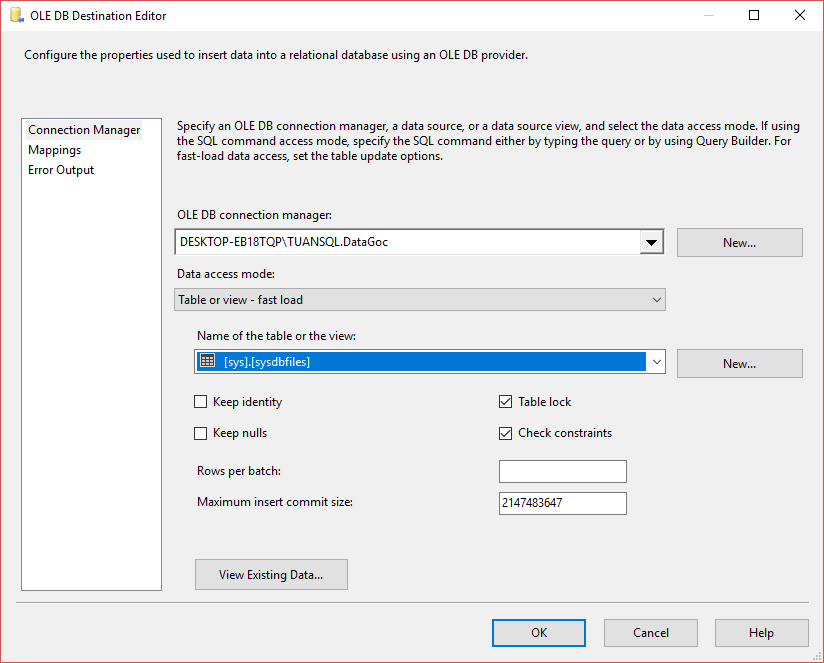 OLE DB Destination Editor
Configure the properties used to insert data into a relational database using an OLE DB provider.
Connection Manager
Mappings
Error Output
Specify an OLE DB connection manager, a data source, or a data source view, and select the data access mode. If using
the SQL command access mode, specify the SQL command either by typing the query or by using Query Builder. For
fast-load data access, set the table update options.
OLE DB connection manager:
DESKTOP-EB18TQP\TUANSQL.DataGoc
New...
Data access mode:
Table or view - fast load
Name of the table or the view:
[sys].[sysdbfiles]
New...
Keep identity
Table lock
Keep nulls
Check constraints
Rows per batch:
Maximum insert commit size:
2147483647
View Existing Data...
OK
Cancel
Help